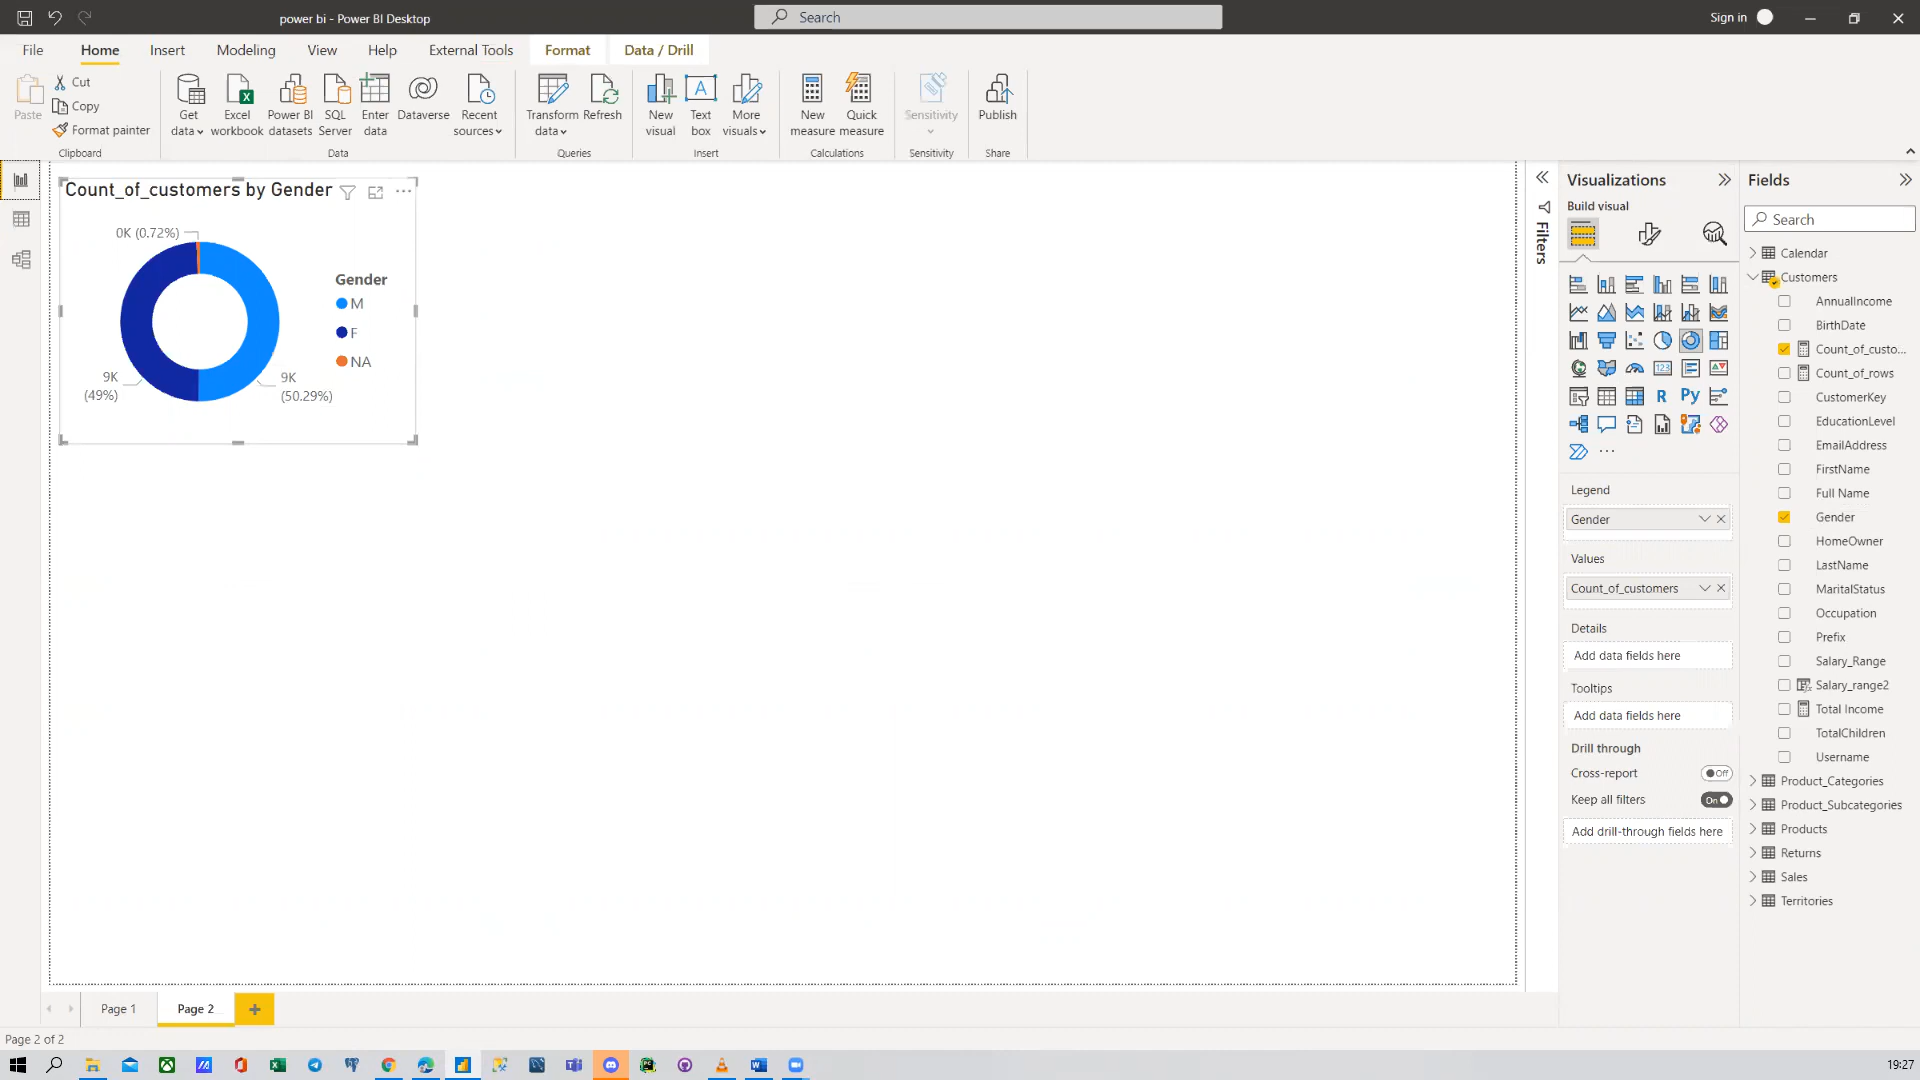 power bi - Power BI Desktop
Search
Sign in
File
Home
Insert
Modeling
View
Help
External Tools
Format
Data / Drill
Paste
Cut
Copy
Format painter
Clipboard
Get data
Excel workbook
Power BI datasets
SQL Server
Enter data
Dataverse
Recent sources
Data
Transform data
Refresh
Queries
New visual
A
Text box
More visuals
Insert
New measure
Quick measure
Calculations
Sensitivity
Sensitivity
Publish
Share
Count_of_customers by Gender
0K (0.72%)
9K
(49%)
9K
(50.29%)
Gender
M
F
NA
Filters
Visualizations
Build visual
123
R
Py
Legend
Gender
Values
Count_of_customers
Details
Add data fields here
Tooltips
Add data fields here
Drill through
Cross-report
Off
Keep all filters
On
Add drill-through fields here
Fields
Search
Calendar
Customers
AnnualIncome
BirthDate
Count_of_custo...
Count_of_rows
CustomerKey
EducationLevel
EmailAddress
FirstName
Full Name
Gender
HomeOwner
LastName
MaritalStatus
Occupation
Prefix
Salary_Range
Salary_range2
Total Income
TotalChildren
Username
Product_Categories
Product_Subcategories
Products
Returns
Sales
Territories
Page 1
Page 2
Page 2 of 2
19:27